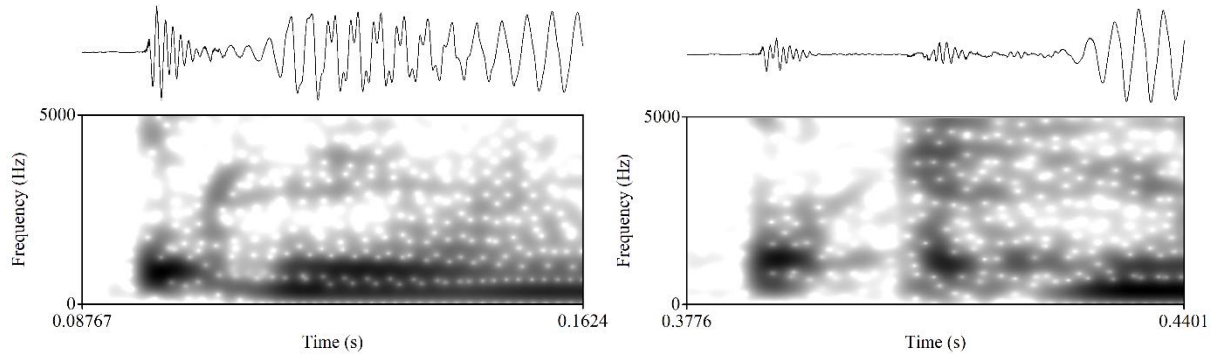 5000
Frequency (Hz)
0
0.08767
0.1624
Time (s)
5000
Frequency (Hz)
0
0.3776
0.4401
Time (s)